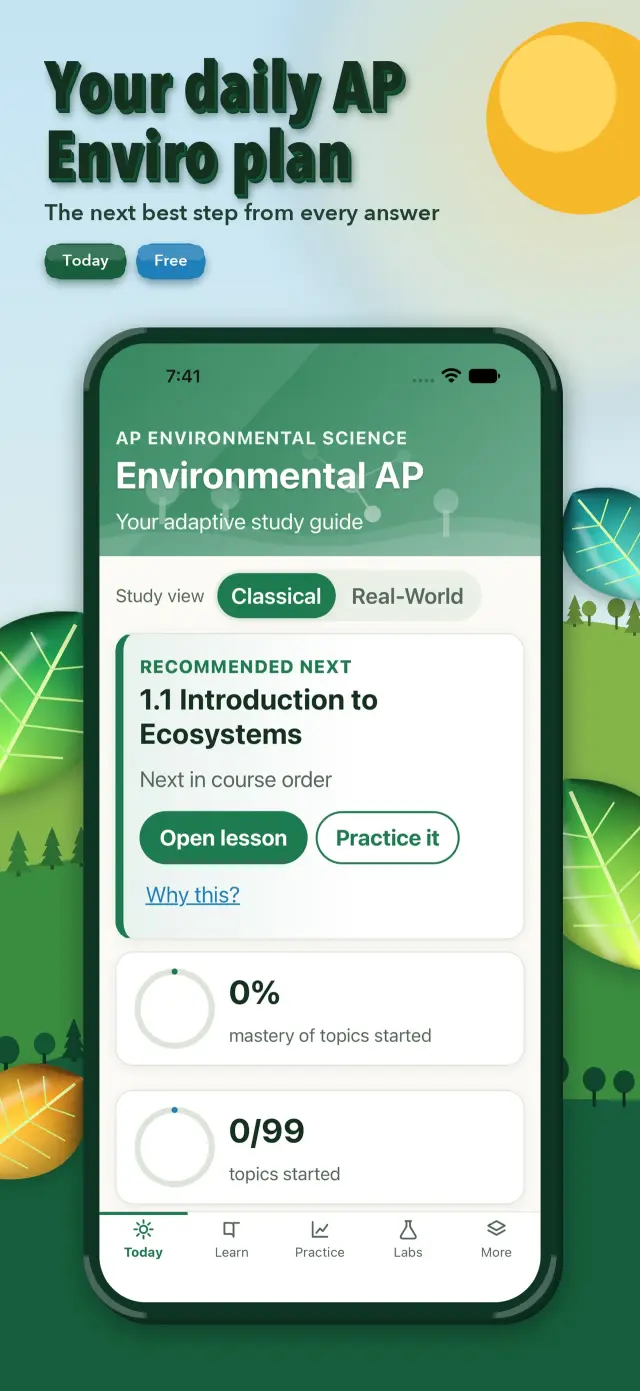 Your daily AP
Enviro plan
The next best step from every answer
Today
Free
7:41
AP ENVIRONMENTAL SCIENCE
Environmental AP
Your adaptive study guide
Study view
Classical
Real-World
RECOMMENDED NEXT
1.1 Introduction to
Ecosystems
Next in course order
Open lesson
Practice it
Why this?
0%
mastery of topics started
0/99
topics started
Today
Learn
Practice
Labs
More